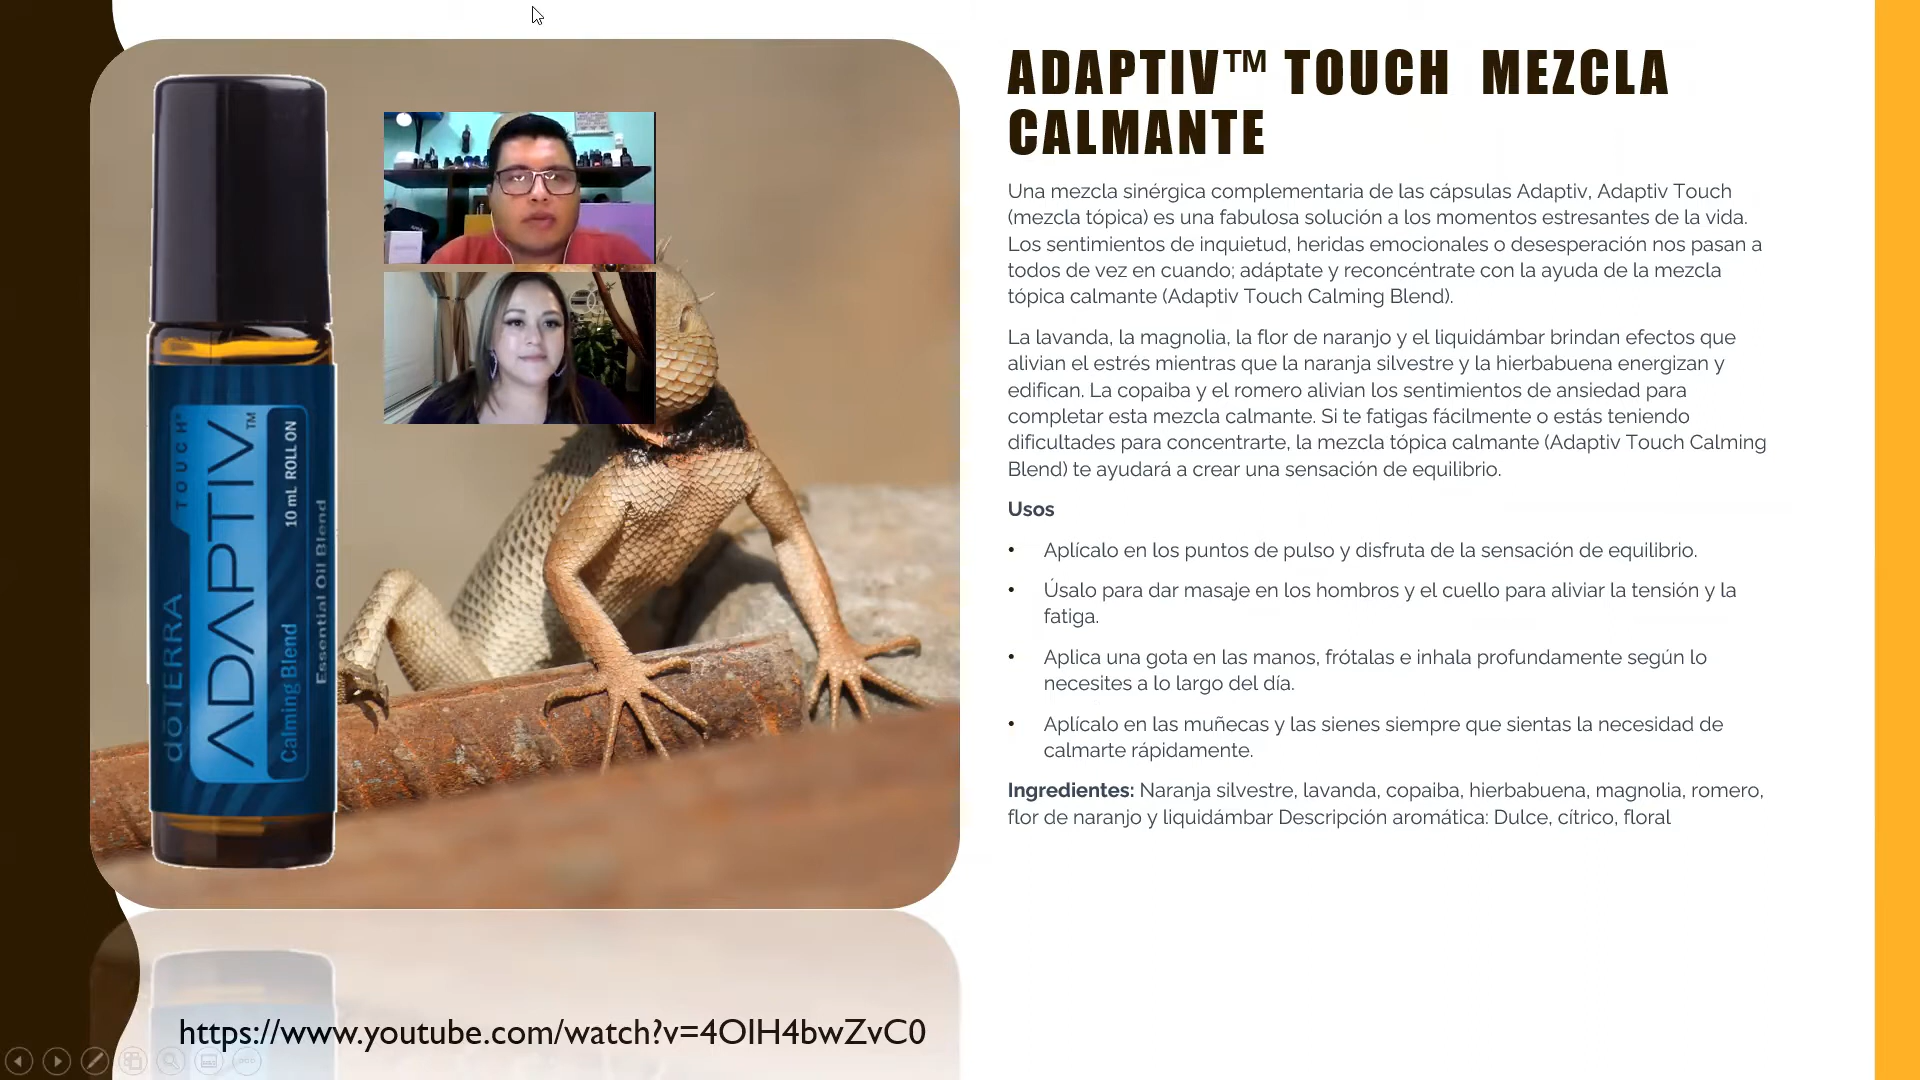 ADAPTIV™ TOUCH MEZCLA
CALMANTE
Una mezcla sinérgica complementaria de las cápsulas Adaptiv, Adaptiv Touch
(mezcla tópica) es una fabulosa solución a los momentos estresantes de la vida.
Los sentimientos de inquietud, heridas emocionales o desesperación nos pasan a
todos de vez en cuando; adáptate y reconcéntrate con la ayuda de la mezcla
tópica calmante (Adaptiv Touch Calming Blend).
La lavanda, la magnolia, la flor de naranjo y el liquidámbar brindan efectos que
alivian el estrés mientras que la naranja silvestre y la hierbabuena energizan y
edifican. La copaiba y el romero alivian los sentimientos de ansiedad para
completar esta mezcla calmante. Si te fatigas fácilmente o estás teniendo
dificultades para concentrarte, la mezcla tópica calmante (Adaptiv Touch Calming
Blend) te ayudará a crear una sensación de equilibrio.
Usos
• Aplícalo en los puntos de pulso y disfruta de la sensación de equilibrio.
• Úsalo para dar masaje en los hombros y el cuello para aliviar la tensión y la
fatiga.
• Aplica una gota en las manos, frótalas e inhala profundamente según lo
necesites a lo largo del día.
• Aplícalo en las muñecas y las sienes siempre que sientas la necesidad de
calmarte rápidamente.
Ingredientes: Naranja silvestre, lavanda, copaiba, hierbabuena, magnolia, romero,
flor de naranjo y liquidámbar Descripción aromática: Dulce, cítrico, floral
dōTERRA
TOUCH
ADAPTIV™
Calming Blend 10 mL ROLL ON
Essential Oil Blend
https://www.youtube.com/watch?v=4OIH4bwZvC0